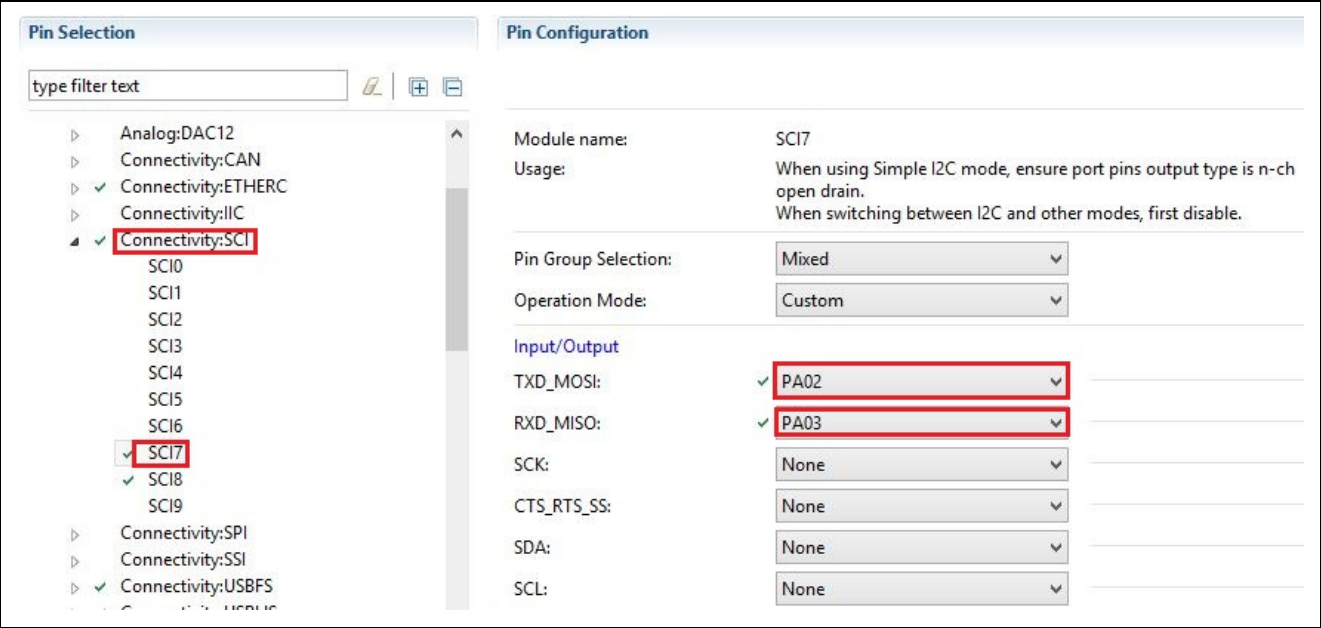 Pin Selection
type filter text
Analog:DAC12
Connectivity:CAN
Connectivity:ETHERC
Connectivity:IIC
Connectivity:SCI
SCI0
SCI1
SCI2
SCI3
SCI4
SCI5
SCI6
SCI7
SCI8
SCI9
Connectivity:SPI
Connectivity:SSI
Connectivity:USBFS
Pin Configuration
Module name: SCI7
Usage: When using Simple I2C mode, ensure port pins output type is n-ch
open drain.
When switching between I2C and other modes, first disable.
Pin Group Selection: Mixed
Operation Mode: Custom
Input/Output
TXD_MOSI: PA02
RXD_MISO: PA03
SCK: None
CTS_RTS_SS: None
SDA: None
SCL: None